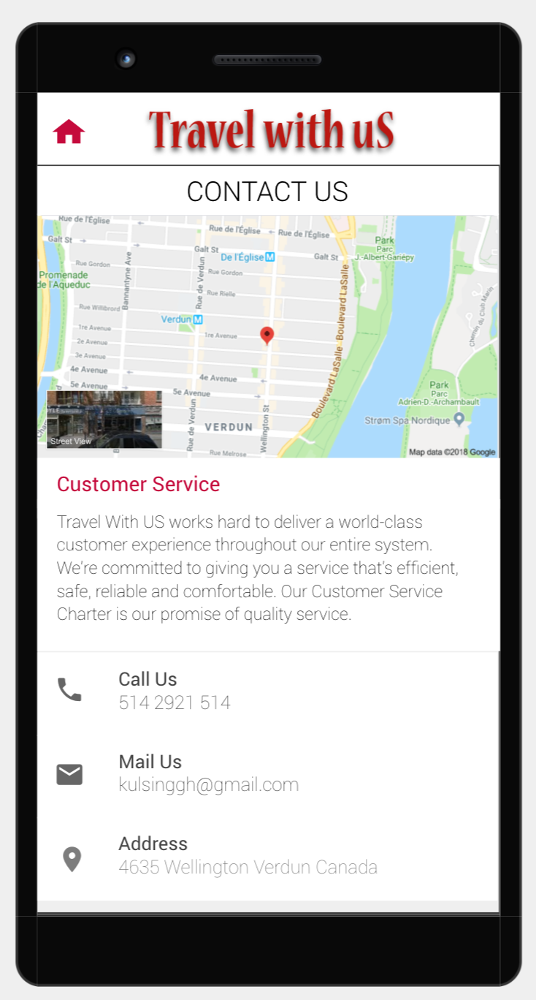 Travel with uS
CONTACT US
Rue de l'Église
Rue de l'Église
Rue de l'Église
Galt St
Galt St
Galt St
De l'Église M
Park
Parc
J.-Albert-Gariépy
Rue Gordon
Rue Gordon
Bannantyne Ave
Rue de Verdun
Promenade
de l'Aqueduc
Rue Rielle
Boulevard LaSalle
Chemin du Club Marin
Rue Willibrord
Verdun M
1re Avenue
1re Avenue
2e Avenue
3e Avenue
4e Avenue
4e Avenue
5e Avenue
5e Avenue
Boulevard LaSalle
Park
Parc
Adrien-D.-Archambault
Strøm Spa Nordique
VERDUN
Rue de Verdun
Wellington St
Street View
Rue Melrose
Map data ©2018 Google
Customer Service
Travel With US works hard to deliver a world-class
customer experience throughout our entire system.
We're committed to giving you a service that's efficient,
safe, reliable and comfortable. Our Customer Service
Charter is our promise of quality service.
Call Us
514 2921 514
Mail Us
kulsinggh@gmail.com
Address
4635 Wellington Verdun Canada